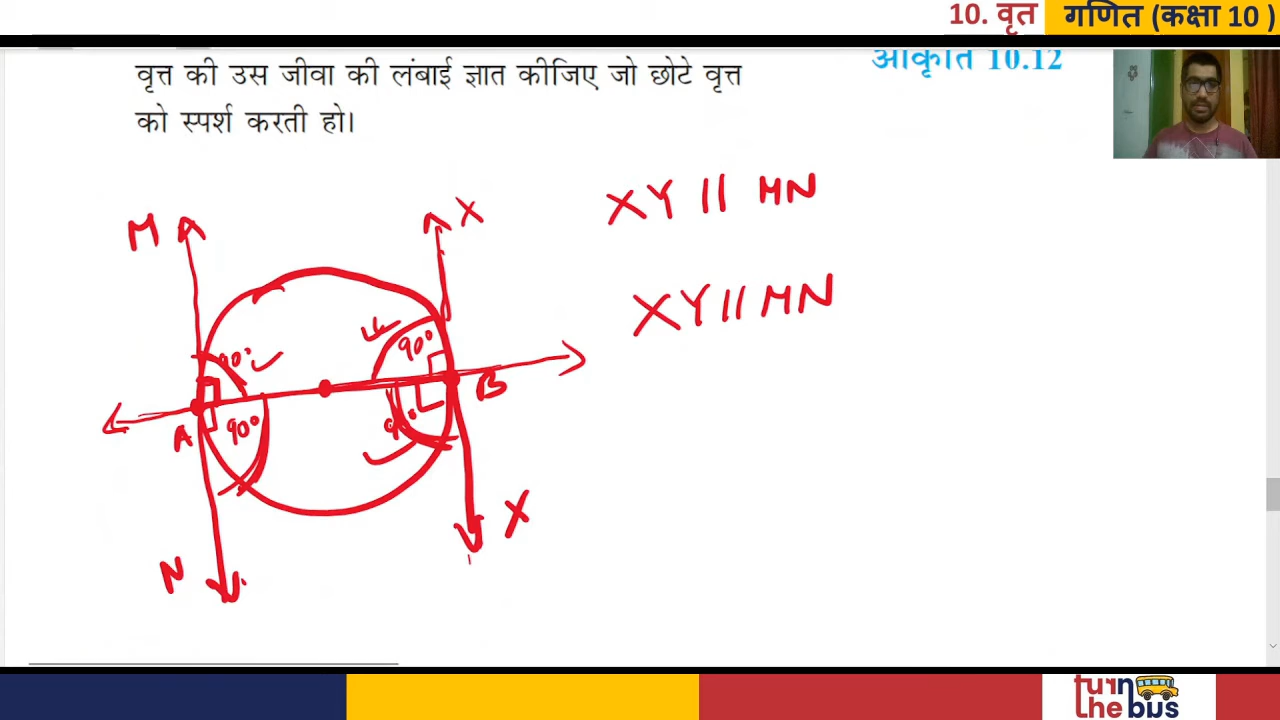 10. वृत गणित (कक्षा 10 )
आकृति 10.12
वृत्त की उस जीवा की लंबाई ज्ञात कीजिए जो छोटे वृत्त
को स्पर्श करती हो।
XY || MN
M X
XY || MN
90° 90°
A 90° 90° B
N X
turn
the bus